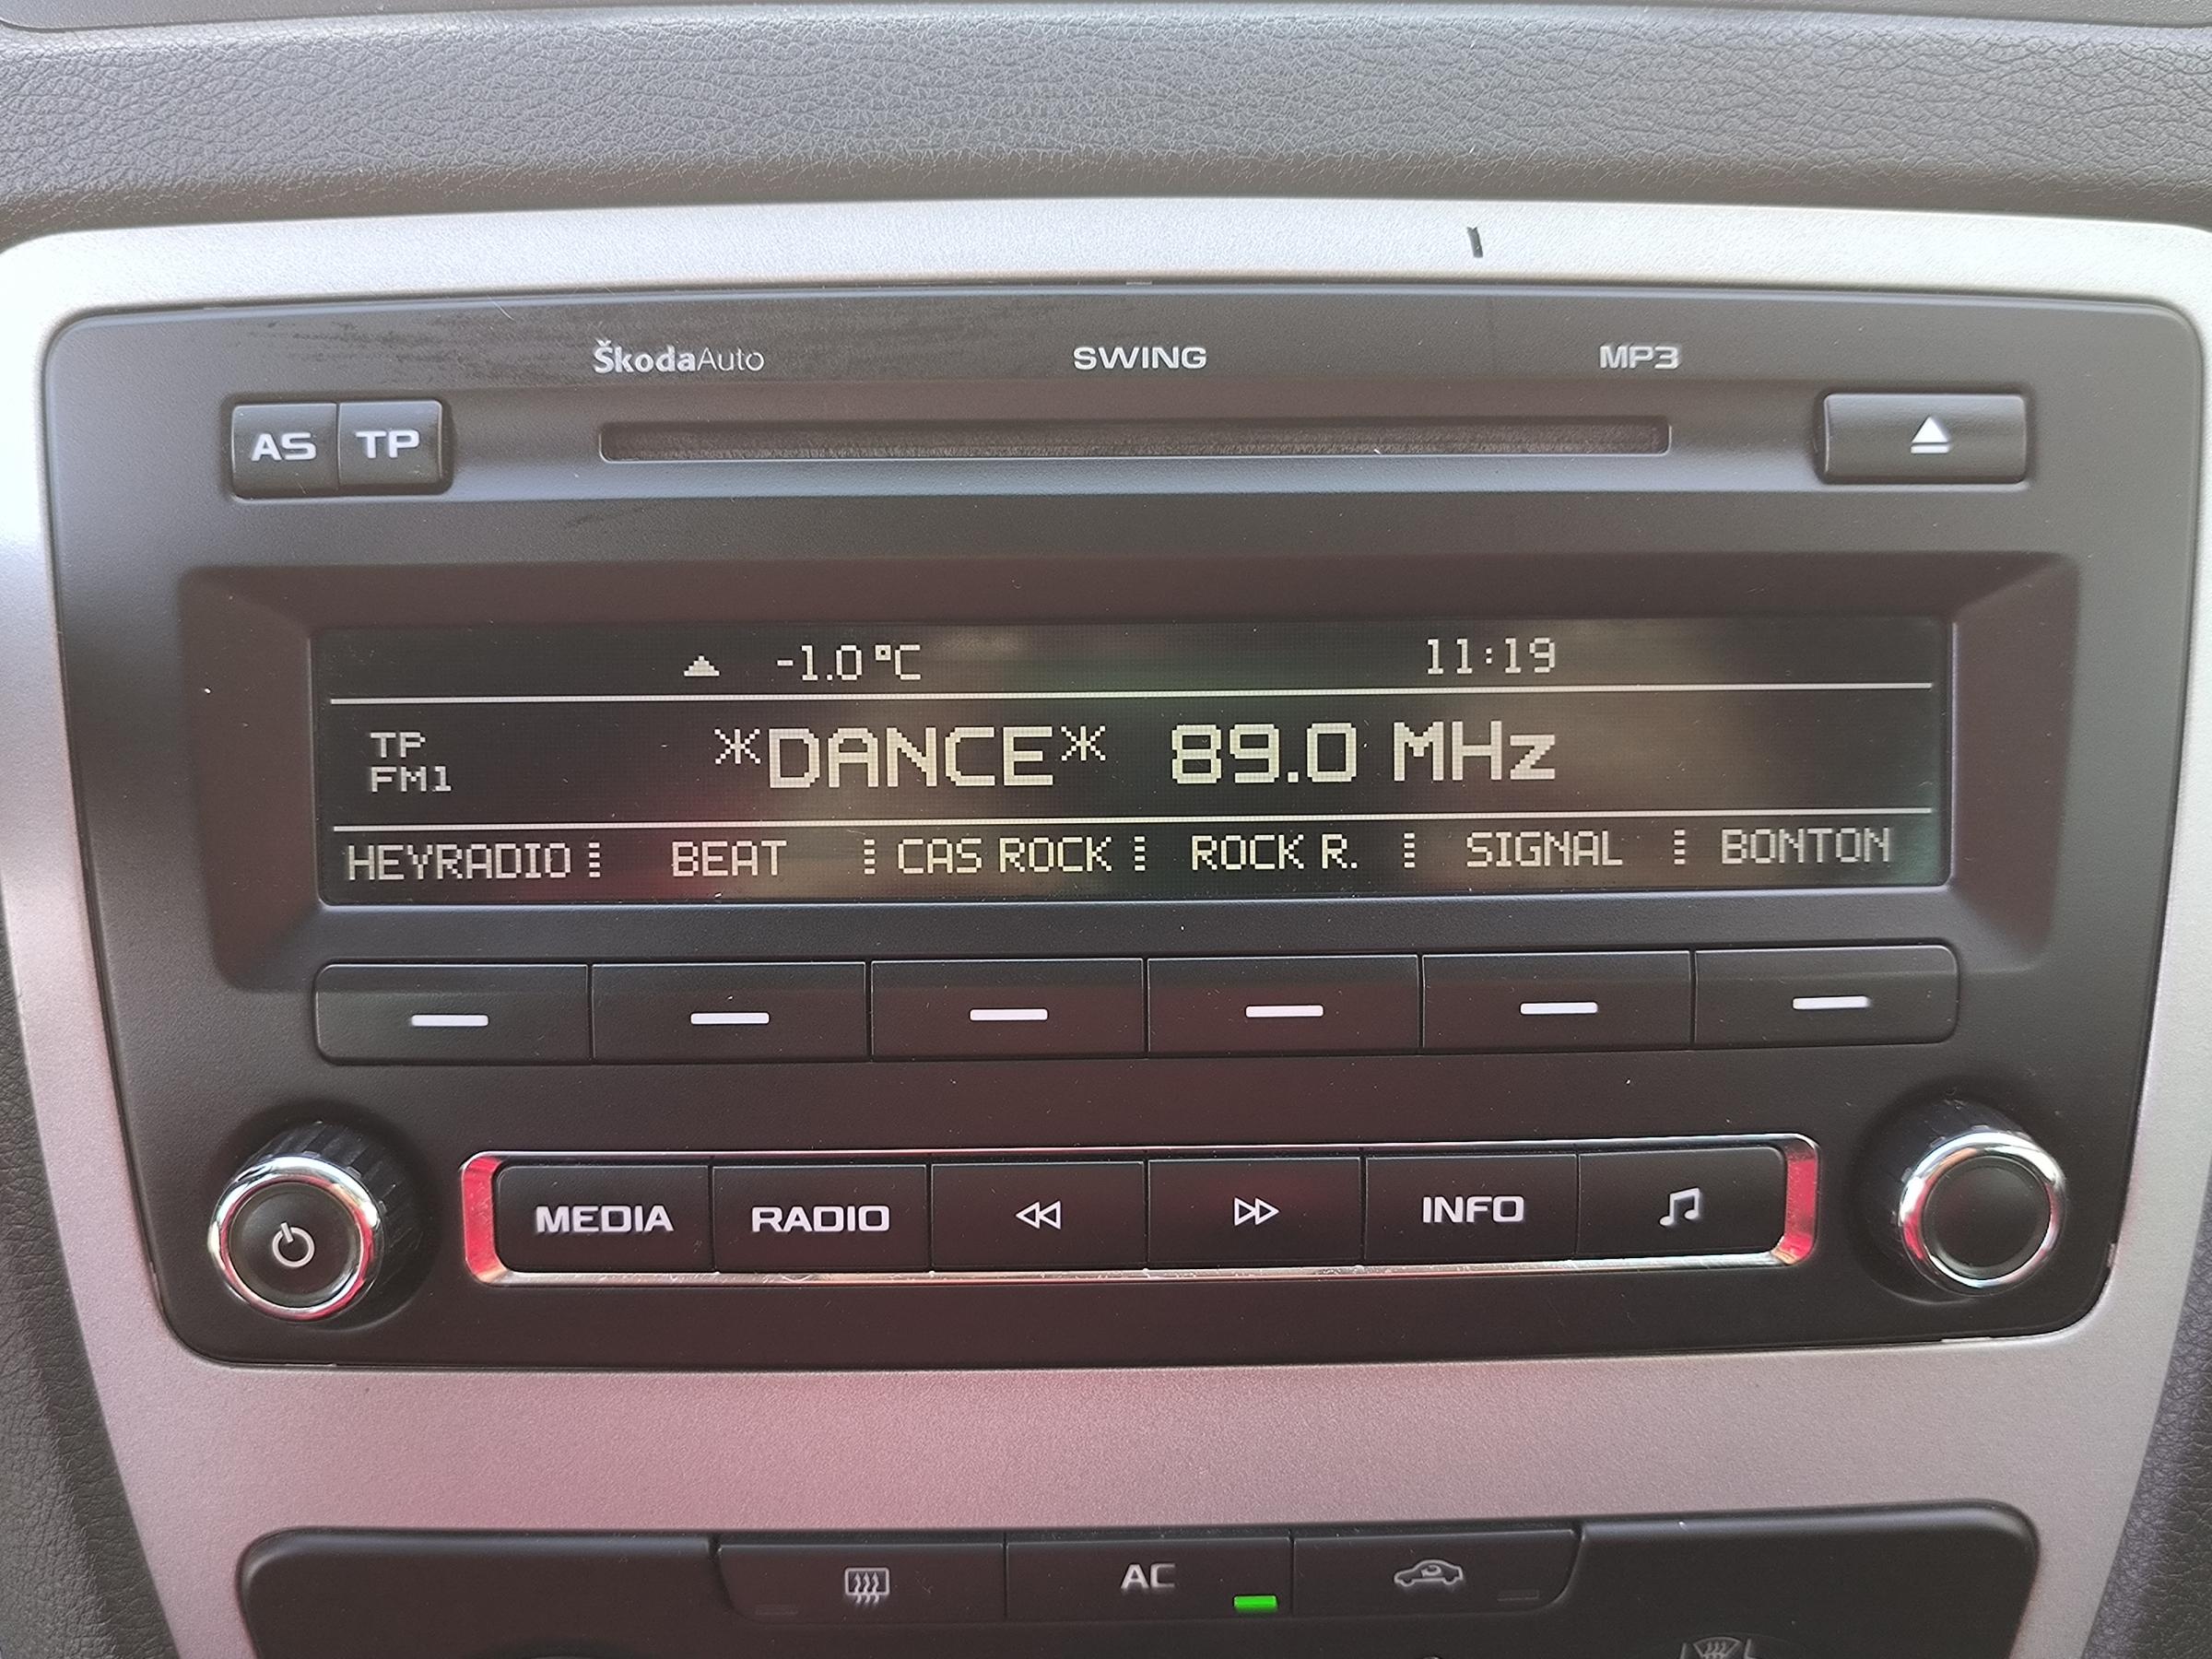 ŠkodaAuto SWING MP3
AS TP
-1.0 °C 11:19
TP
FM1
*DANCE* 89.0 MHz
HEYRADIO BEAT CAS ROCK ROCK R. SIGNAL BONTON
MEDIA RADIO INFO
AC